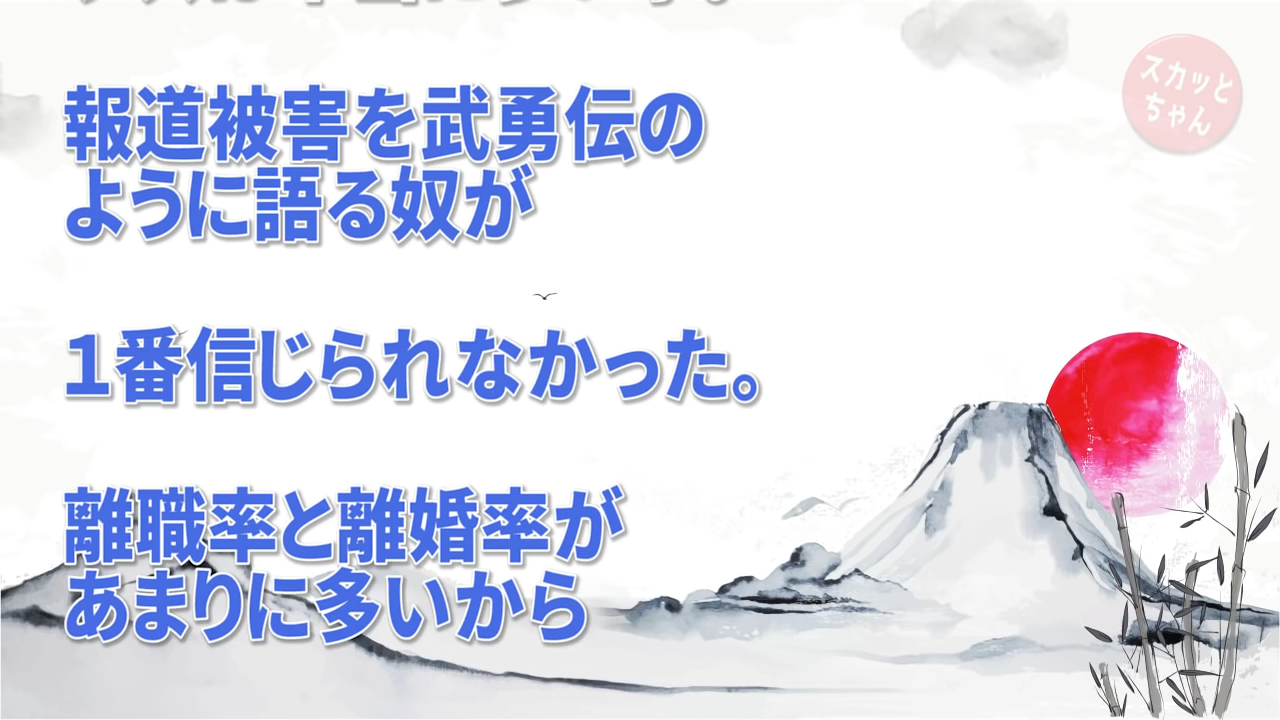 報道被害を武勇伝の
ように語る奴が
１番信じられなかった。
離職率と離婚率が
あまりに多いから
スカッと
ちゃん